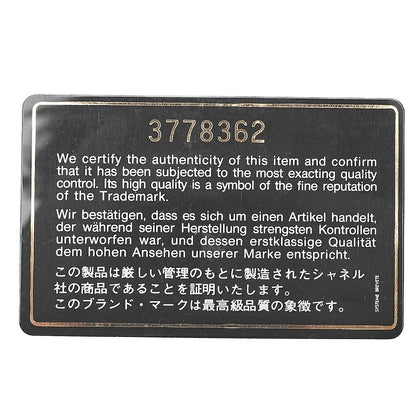 3778362
We certify the authenticity of this item and confirm
that it has been subjected to the most exacting quality
control. Its high quality is a symbol of the fine reputation
of the Trademark.
Wir bestätigen, dass es sich um einen Artikel handelt,
der während seiner Herstellung strengsten Kontrollen
unterworfen war, und dessen erstklassige Qualität
dem hohen Ansehen unserer Marke entspricht.
この製品は厳しい管理のもとに製造されたシャネル
社の商品であることを証明いたします。
このブランド・マークは最高級品質の象徴です。